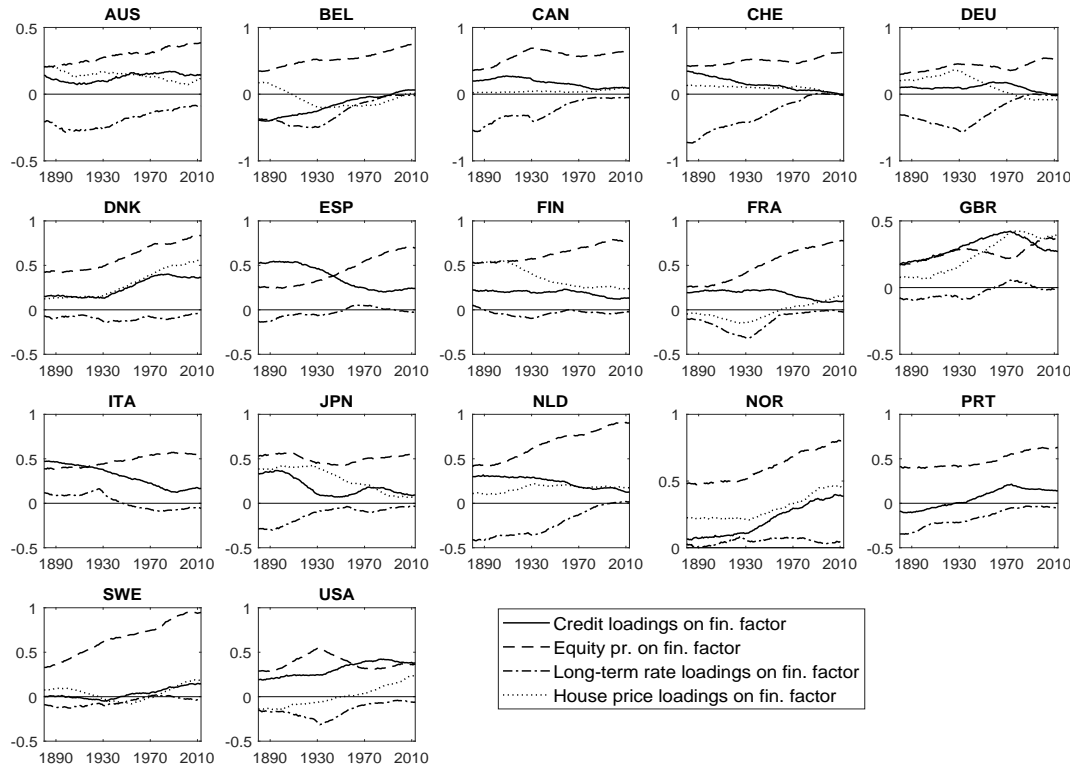 AUS BEL CAN CHE DEU
0.5 1 1 1 1
0 0 0 0 0
-0.5 -1 -1 -1 -1
1890 1930 1970 2010 1890 1930 1970 2010 1890 1930 1970 2010 1890 1930 1970 2010 1890 1930 1970 2010
DNK ESP FIN FRA GBR
1 1 1 1 0.5
0.5 0.5 0.5 0.5
0 0 0 0 0
-0.5 -0.5 -0.5 -0.5 -0.5
1890 1930 1970 2010 1890 1930 1970 2010 1890 1930 1970 2010 1890 1930 1970 2010 1890 1930 1970 2010
ITA JPN NLD NOR PRT
1 1 1 1 1
0.5 0.5 0.5 0.5 0.5
0 0 0 0
-0.5 -0.5 -0.5 0 -0.5
1890 1930 1970 2010 1890 1930 1970 2010 1890 1930 1970 2010 1890 1930 1970 2010 1890 1930 1970 2010
SWE USA
1 1
0.5 0.5
0 0
-0.5 -0.5
1890 1930 1970 2010 1890 1930 1970 2010
Credit loadings on fin. factor
Equity pr. on fin. factor
Long-term rate loadings on fin. factor
House price loadings on fin. factor